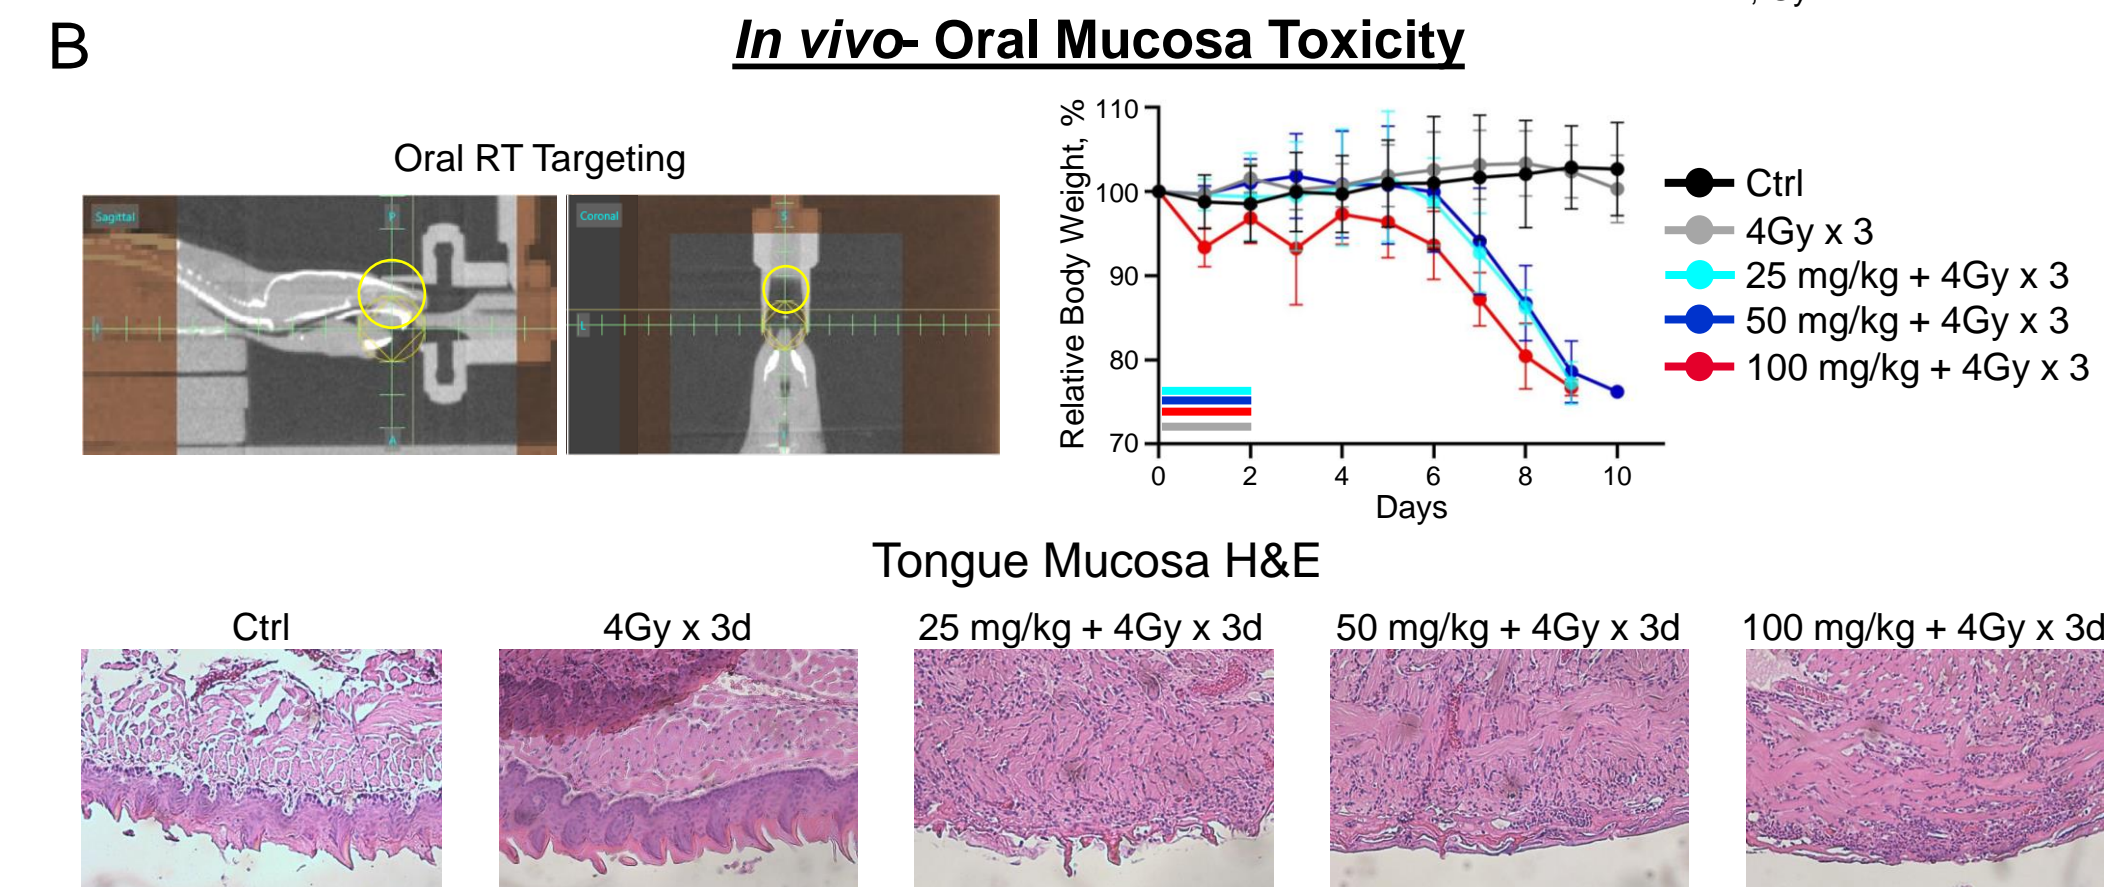 B
In vivo- Oral Mucosa Toxicity
Oral RT Targeting
Sagittal
P
I
A
Coronal
S
L
Relative Body Weight, %
110
100
90
80
70
0 2 4 6 8 10
Days
Ctrl
4Gy x 3
25 mg/kg + 4Gy x 3
50 mg/kg + 4Gy x 3
100 mg/kg + 4Gy x 3
Tongue Mucosa H&E
Ctrl 4Gy x 3d 25 mg/kg + 4Gy x 3d 50 mg/kg + 4Gy x 3d 100 mg/kg + 4Gy x 3d